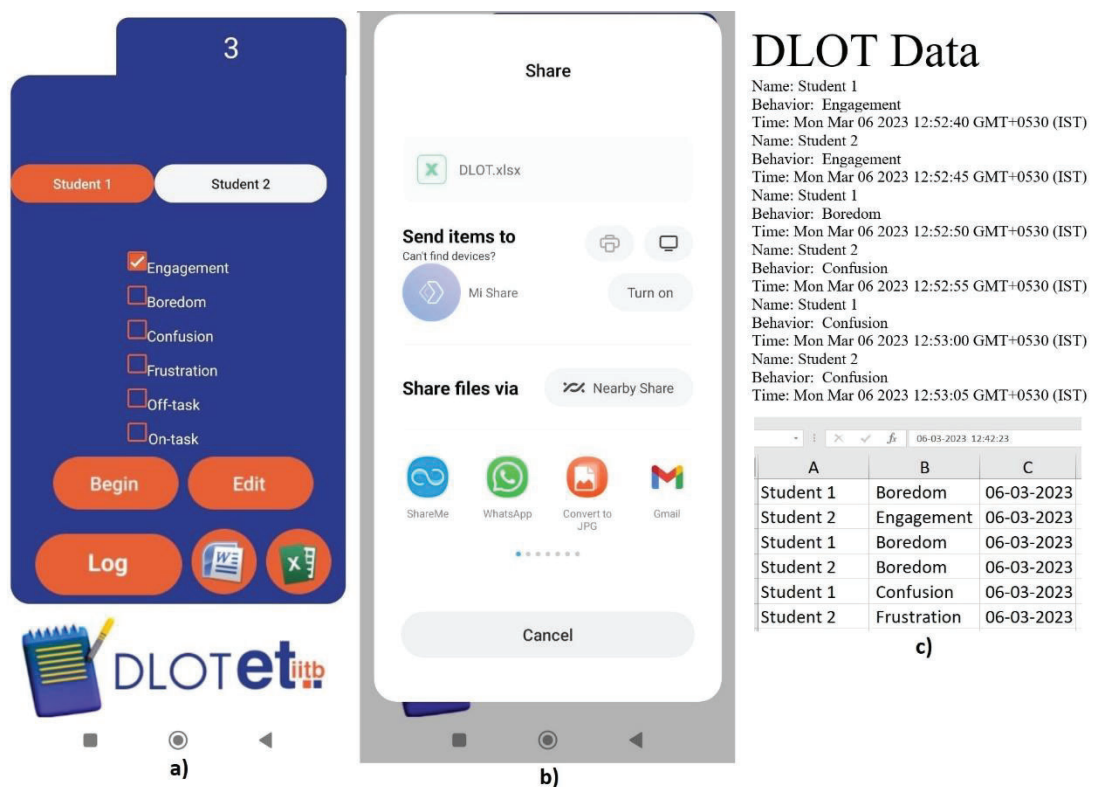 3
Student 1 Student 2
Engagement
Boredom
Confusion
Frustration
Off-task
On-task
Begin Edit
Log W X
DLOT et iitb
a)
Share
X DLOT.xlsx
Send items to
Can't find devices?
Mi Share Turn on
Share files via Nearby Share
ShareMe WhatsApp Convert to JPG Gmail
Cancel
b)
DLOT Data
Name: Student 1
Behavior: Engagement
Time: Mon Mar 06 2023 12:52:40 GMT+0530 (IST)
Name: Student 2
Behavior: Engagement
Time: Mon Mar 06 2023 12:52:45 GMT+0530 (IST)
Name: Student 1
Behavior: Boredom
Time: Mon Mar 06 2023 12:52:50 GMT+0530 (IST)
Name: Student 2
Behavior: Confusion
Time: Mon Mar 06 2023 12:52:55 GMT+0530 (IST)
Name: Student 1
Behavior: Confusion
Time: Mon Mar 06 2023 12:53:00 GMT+0530 (IST)
Name: Student 2
Behavior: Confusion
Time: Mon Mar 06 2023 12:53:05 GMT+0530 (IST)
fx 06-03-2023 12:42:23
A B C
Student 1 Boredom 06-03-2023
Student 2 Engagement 06-03-2023
Student 1 Boredom 06-03-2023
Student 2 Boredom 06-03-2023
Student 1 Confusion 06-03-2023
Student 2 Frustration 06-03-2023
c)